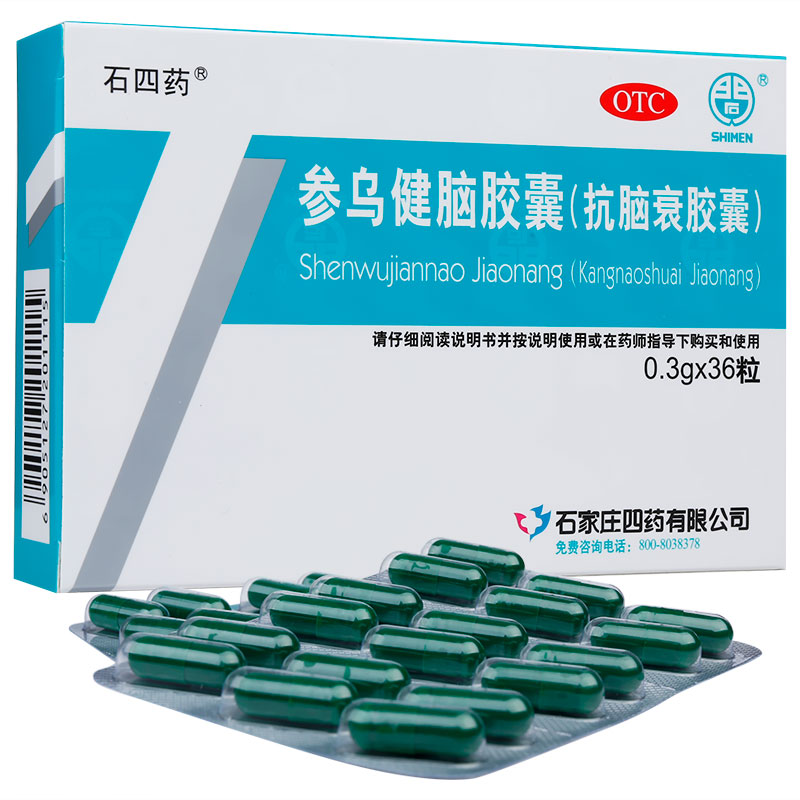 石四药®
OTC
®
SHIMEN
参乌健脑胶囊(抗脑衰胶囊)
Shenwujiannao Jiaonang (Kangnaoshuai Jiaonang)
请仔细阅读说明书并按说明使用或在药师指导下购买和使用
0.3gx36粒
石家庄四药有限公司
免费咨询电话: 800-8038378
6 905127 201115